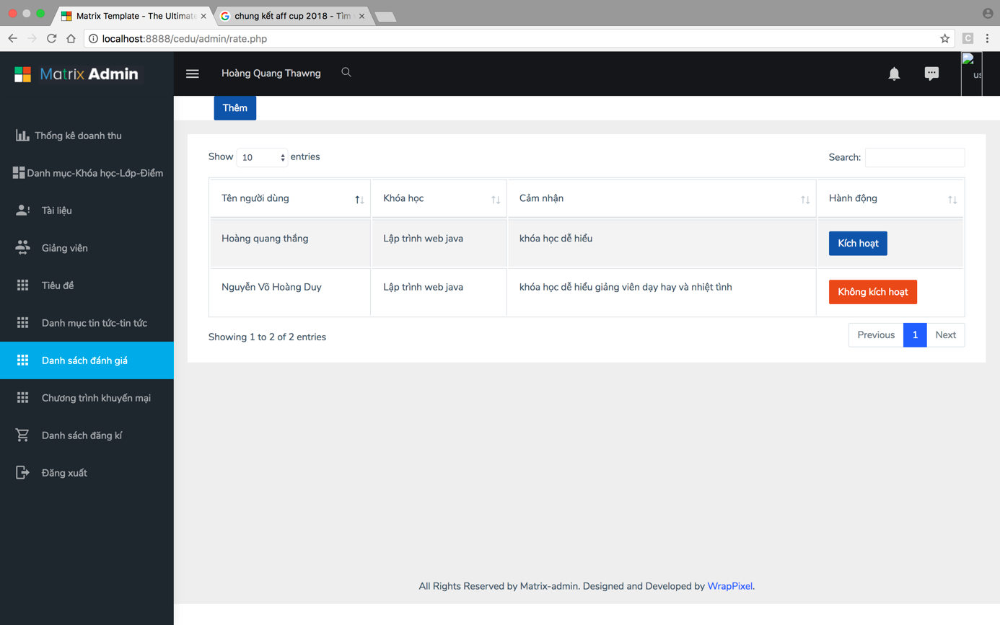 Matrix Template - The Ultimate
chung kết aff cup 2018 - Tìm
localhost:8888/cedu/admin/rate.php
C
Matrix Admin
Hoàng Quang Thawng
us
Thêm
Thống kê doanh thu
Danh mục-Khóa học-Lớp-Điểm
Tài liệu
Giảng viên
Tiêu đề
Danh mục tin tức-tin tức
Danh sách đánh giá
Chương trình khuyến mại
Danh sách đăng kí
Đăng xuất
Show 10 entries
Search:
Tên người dùng Khóa học Cảm nhận Hành động
Hoàng quang thắng Lập trình web java khóa học dễ hiểu Kích hoạt
Nguyễn Võ Hoàng Duy Lập trình web java khóa học dễ hiểu giảng viên dạy hay và nhiệt tình Không kích hoạt
Showing 1 to 2 of 2 entries
Previous 1 Next
All Rights Reserved by Matrix-admin. Designed and Developed by WrapPixel.